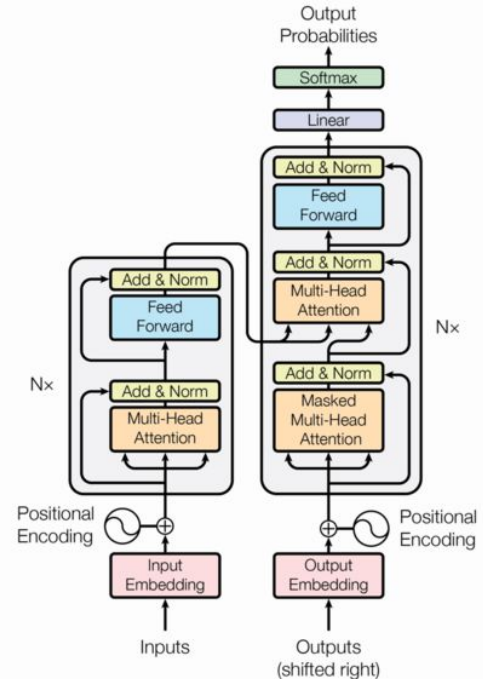 Output
Probabilities
Softmax
Linear
Add & Norm
Feed
Forward
Add & Norm
Multi-Head
Attention
Add & Norm
Masked
Multi-Head
Attention
Nx
Positional
Encoding
Output
Embedding
Outputs
(shifted right)
Add & Norm
Feed
Forward
Add & Norm
Multi-Head
Attention
Nx
Positional
Encoding
Input
Embedding
Inputs